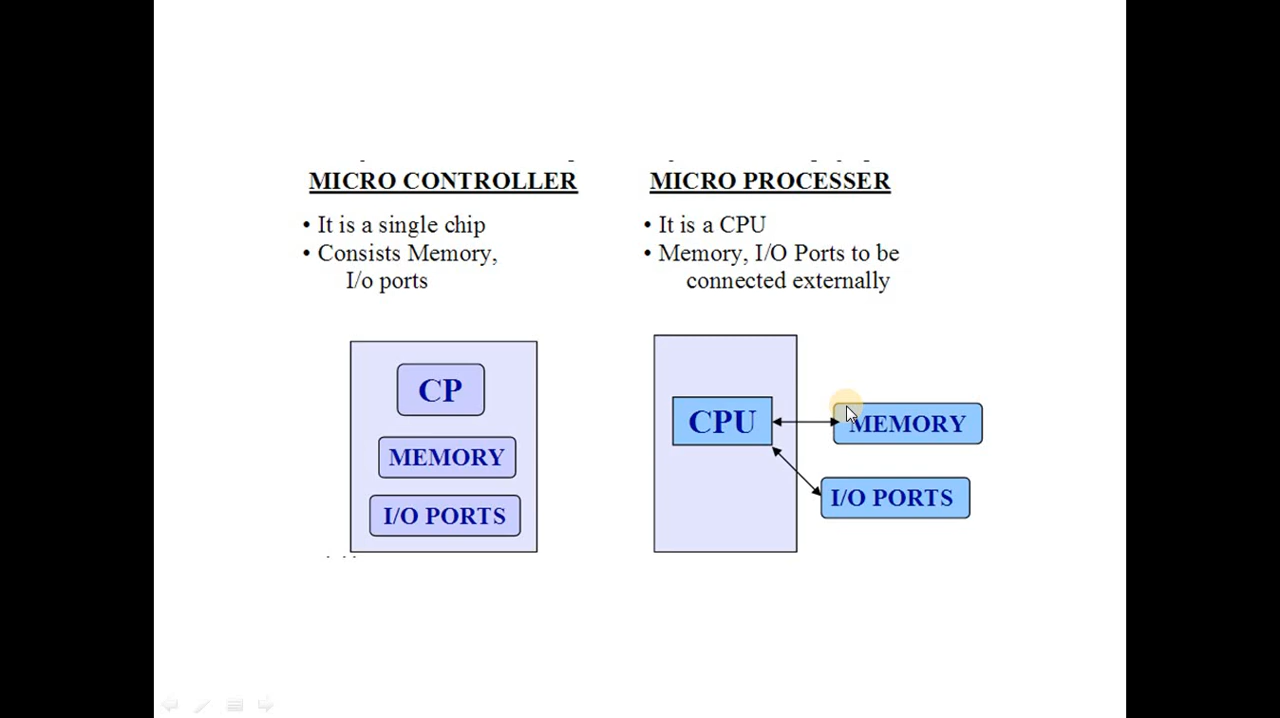 MICRO CONTROLLER
• It is a single chip
• Consists Memory,
I/o ports
CP
MEMORY
I/O PORTS
MICRO PROCESSER
• It is a CPU
• Memory, I/O Ports to be
connected externally
CPU
MEMORY
I/O PORTS